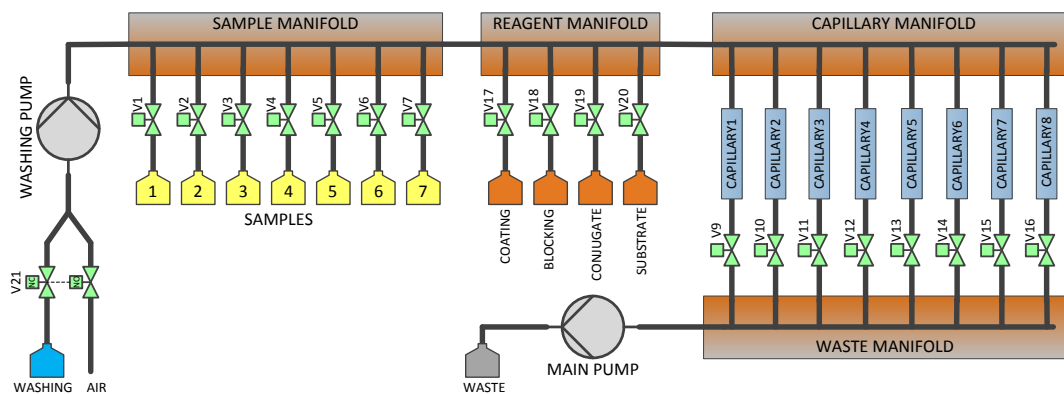 SAMPLE MANIFOLD
REAGENT MANIFOLD
CAPILLARY MANIFOLD
WASHING PUMP
V1
V2
V3
V4
V5
V6
V7
V17
V18
V19
V20
CAPILLARY1
CAPILLARY2
CAPILLARY3
CAPILLARY4
CAPILLARY5
CAPILLARY6
CAPILLARY7
CAPILLARY8
1
2
3
4
5
6
7
SAMPLES
COATING
BLOCKING
CONJUGATE
SUBSTRATE
V9
V10
V11
V12
V13
V14
V15
V16
V21
NC
NO
WASHING
AIR
WASTE
MAIN PUMP
WASTE MANIFOLD